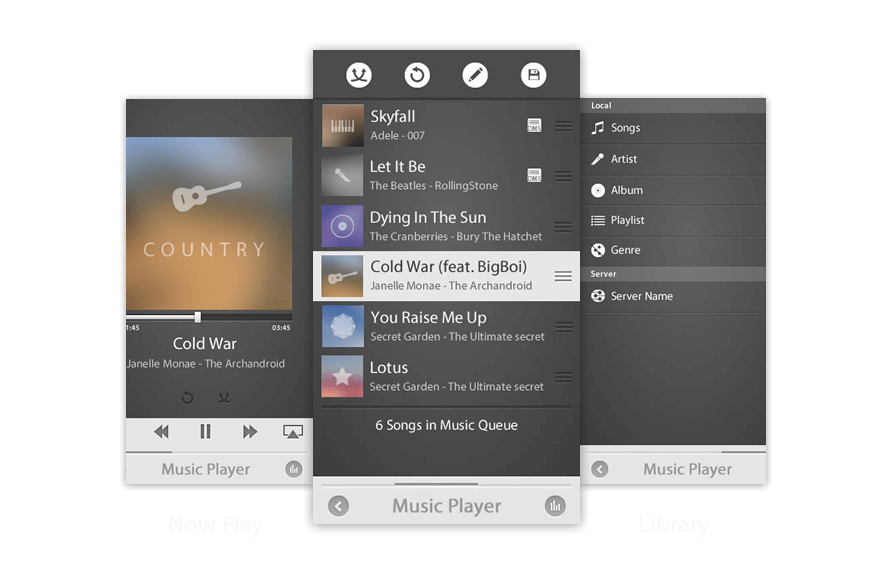 COUNTRY
1:45
03:45
Cold War
Janelle Monae - The Archandroid
Music Player
Now Play
Skyfall
Adele - 007
DMS
Let It Be
The Beatles - RollingStone
DMS
Dying In The Sun
The Cranberries - Bury The Hatchet
Cold War (feat. BigBoi)
Janelle Monae - The Archandroid
You Raise Me Up
Secret Garden - The Ultimate secret
Lotus
Secret Garden - The Ultimate secret
6 Songs in Music Queue
Music Player
Local
Songs
Artist
Album
Playlist
Genre
Server
Server Name
Music Player
Library